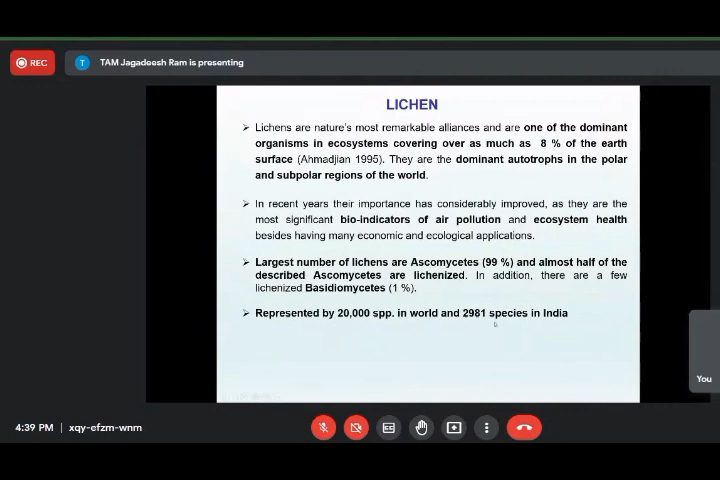 REC
T
TAM Jagadeesh Ram is presenting
LICHEN
➢ Lichens are nature's most remarkable alliances and are one of the dominant
organisms in ecosystems covering over as much as 8 % of the earth
surface (Ahmadjian 1995). They are the dominant autotrophs in the polar
and subpolar regions of the world.
➢ In recent years their importance has considerably improved, as they are the
most significant bio-indicators of air pollution and ecosystem health
besides having many economic and ecological applications.
➢ Largest number of lichens are Ascomycetes (99 %) and almost half of the
described Ascomycetes are lichenized. In addition, there are a few
lichenized Basidiomycetes (1 %).
➢ Represented by 20,000 spp. in world and 2981 species in India
You
4:39 PM | xqy-efzm-wnm
CC